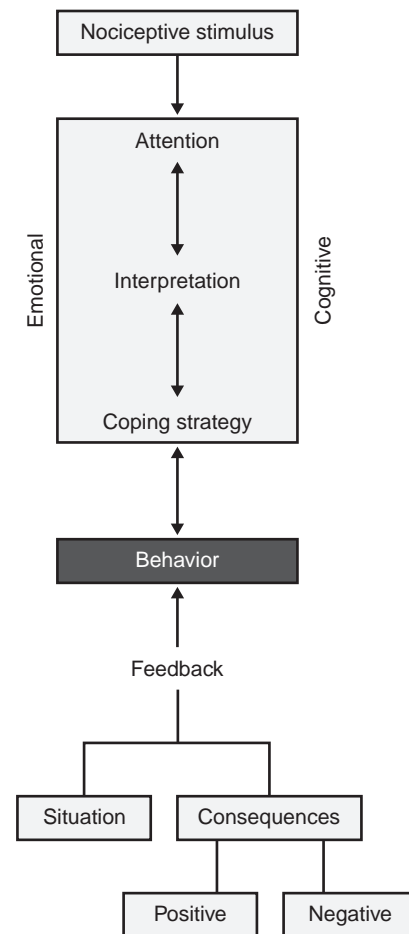 Nociceptive stimulus
Attention
Emotional
Interpretation
Cognitive
Coping strategy
Behavior
Feedback
Situation
Consequences
Positive
Negative